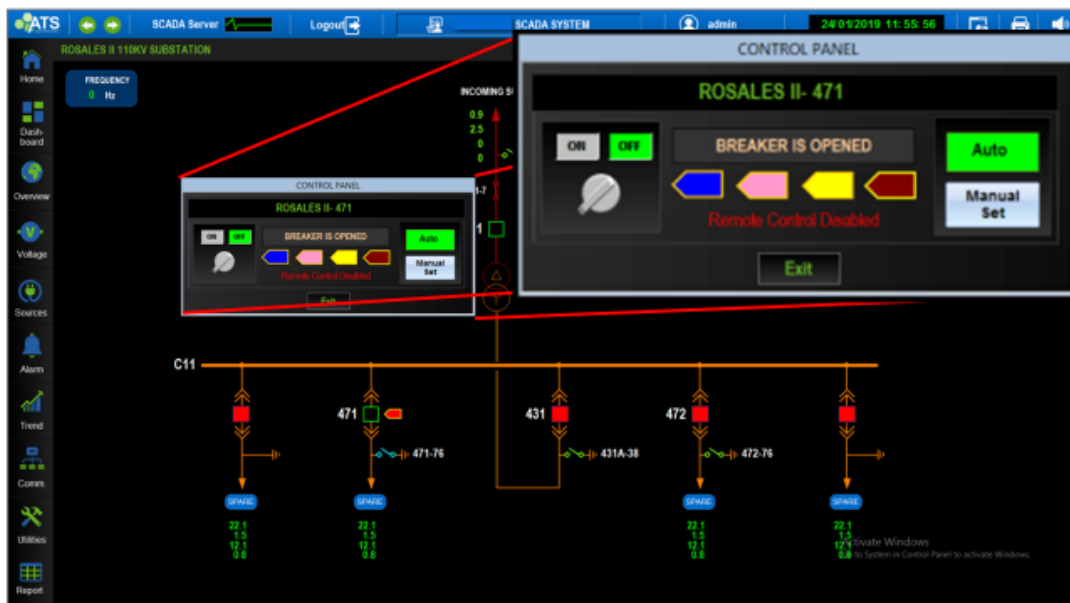 ATS
SCADA Server
Logout
SCADA SYSTEM
admin
24/01/2019 11: 55: 56
ROSALES II 110KV SUBSTATION
Home
Dash-
board
Overview
Voltage
Sources
Alarm
Trend
Comm.
Utilities
Report
FREQUENCY
0 Hz
INCOMING
0.9
2.5
0
0
CONTROL PANEL
ROSALES II- 471
ON
OFF
BREAKER IS OPENED
Auto
Manual
Set
Remote Control Disabled
Exit
CONTROL PANEL
ROSALES II- 471
ON
OFF
BREAKER IS OPENED
Auto
Manual
Set
Remote Control Disabled
Exit
C11
471
431
472
471-76
431A-38
472-76
SPARE
SPARE
SPARE
SPARE
22.1
1.5
12.1
0.8
22.1
1.5
12.1
0.8
22.1
1.5
12.1
0.8
22.1
1.5
12.1
0.8
Activate Windows
to System in Control Panel to activate Windows.